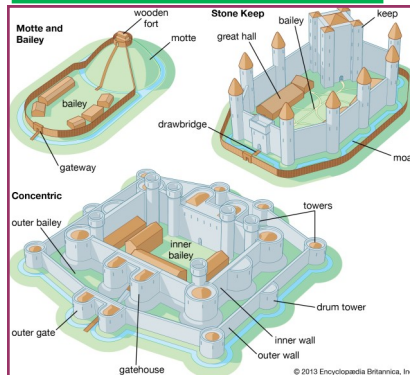 Motte and
Bailey
wooden
fort
motte
bailey
gateway
Stone Keep
keep
bailey
great hall
drawbridge
moa
Concentric
towers
outer bailey
inner
bailey
drum tower
inner wall
outer gate
outer wall
gatehouse
© 2013 Encyclopædia Britannica, Inc